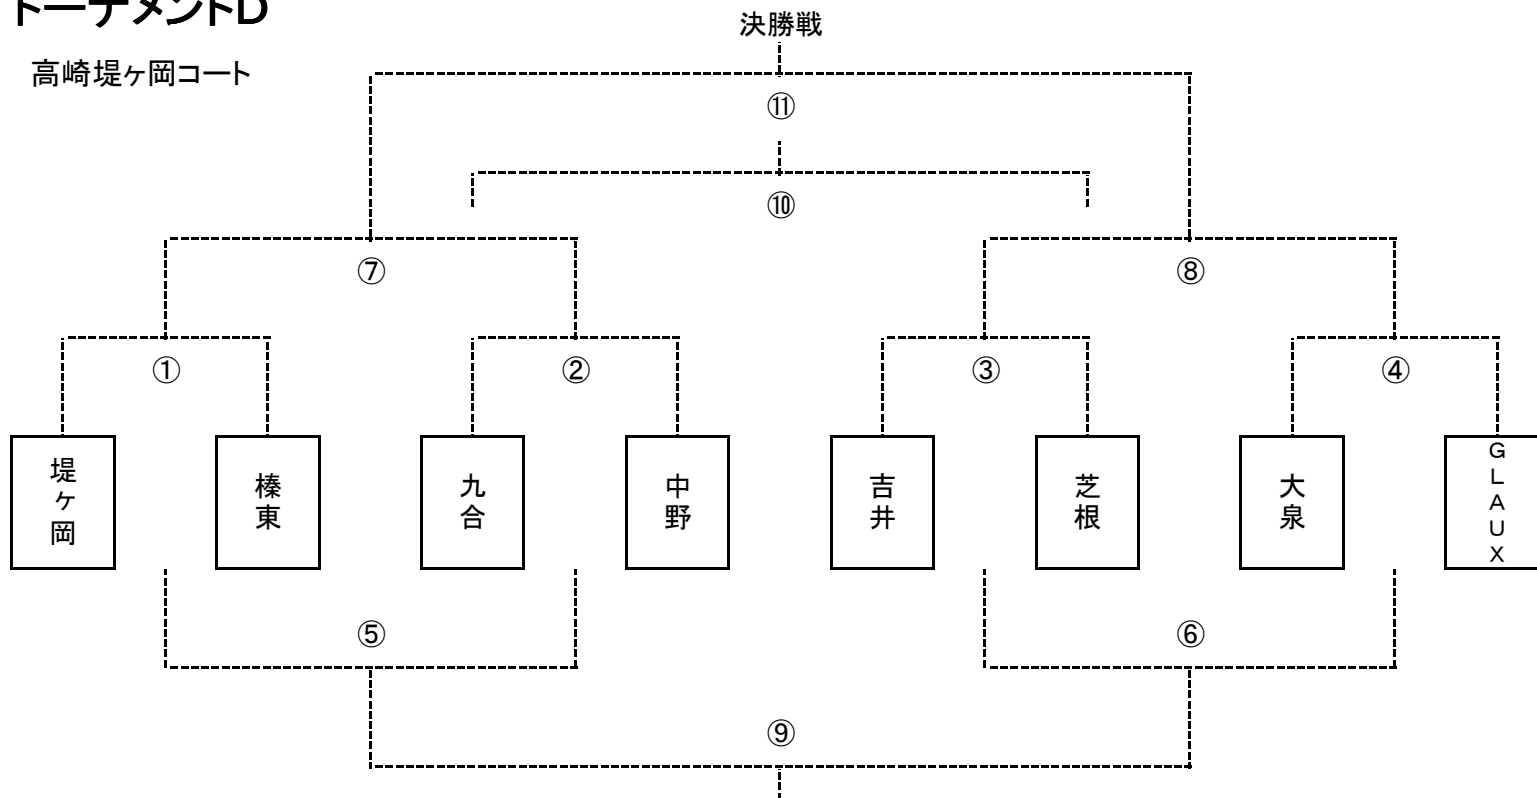 トーナメントD
決勝戦
高崎堤ヶ岡コート
⑪
⑩
⑦
⑧
①
②
③
④
堤ヶ岡
榛東
九合
中野
吉井
芝根
大泉
GLAUX
⑤
⑥
⑨